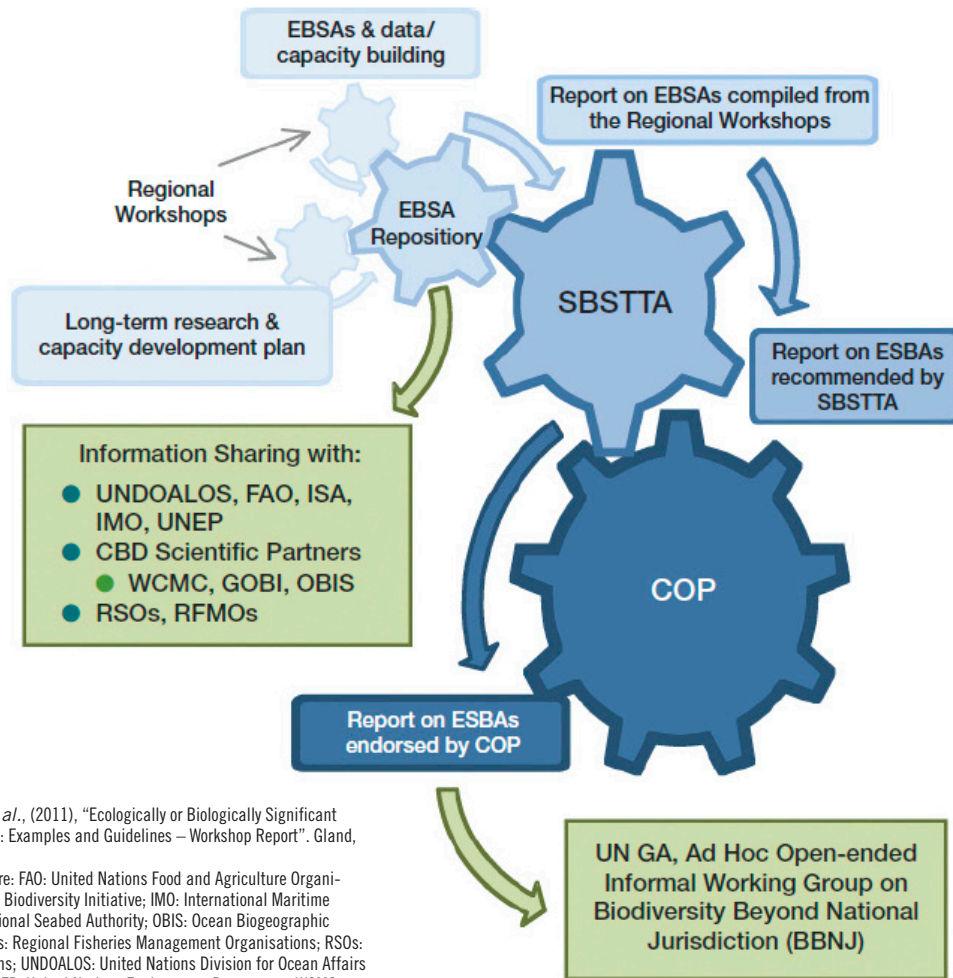 EBSAs & data/
capacity building
Report on EBSAs compiled from
the Regional Workshops
Regional
Workshops
EBSA
Repositiory
SBSTTA
Long-term research &
capacity development plan
Report on ESBAs
recommended by
SBSTTA
Information Sharing with:
● UNDOALOS, FAO, ISA,
IMO, UNEP
● CBD Scientific Partners
● WCMC, GOBI, OBIS
● RSOs, RFMOs
COP
Report on ESBAs
endorsed by COP
al., (2011), “Ecologically or Biologically Significant
: Examples and Guidelines – Workshop Report”. Gland,
re: FAO: United Nations Food and Agriculture Organi-
Biodiversity Initiative; IMO: International Maritime
ional Seabed Authority; OBIS: Ocean Biogeographic
s: Regional Fisheries Management Organisations; RSOs:
ns; UNDOALOS: United Nations Division for Ocean Affairs
UN GA, Ad Hoc Open-ended
Informal Working Group on
Biodiversity Beyond National
Jurisdiction (BBNJ)